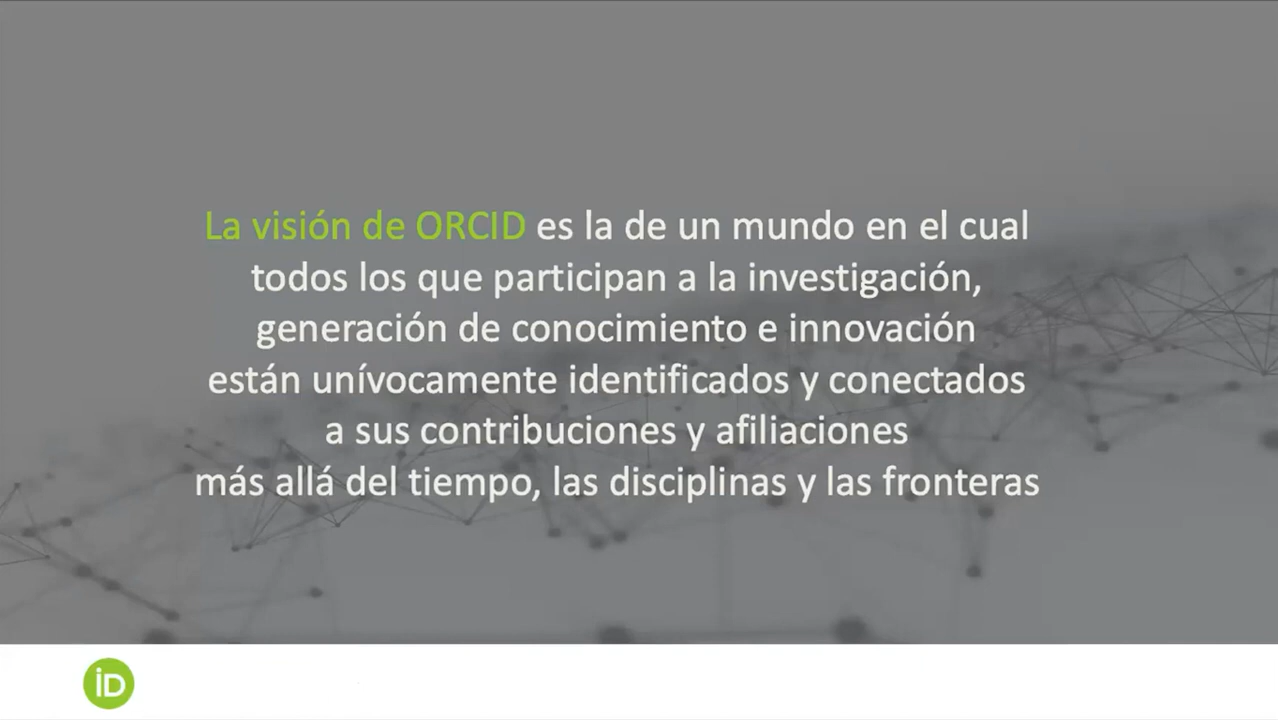 La visión de ORCID es la de un mundo en el cual
todos los que participan a la investigación,
generación de conocimiento e innovación
están unívocamente identificados y conectados
a sus contribuciones y afiliaciones
más allá del tiempo, las disciplinas y las fronteras
iD